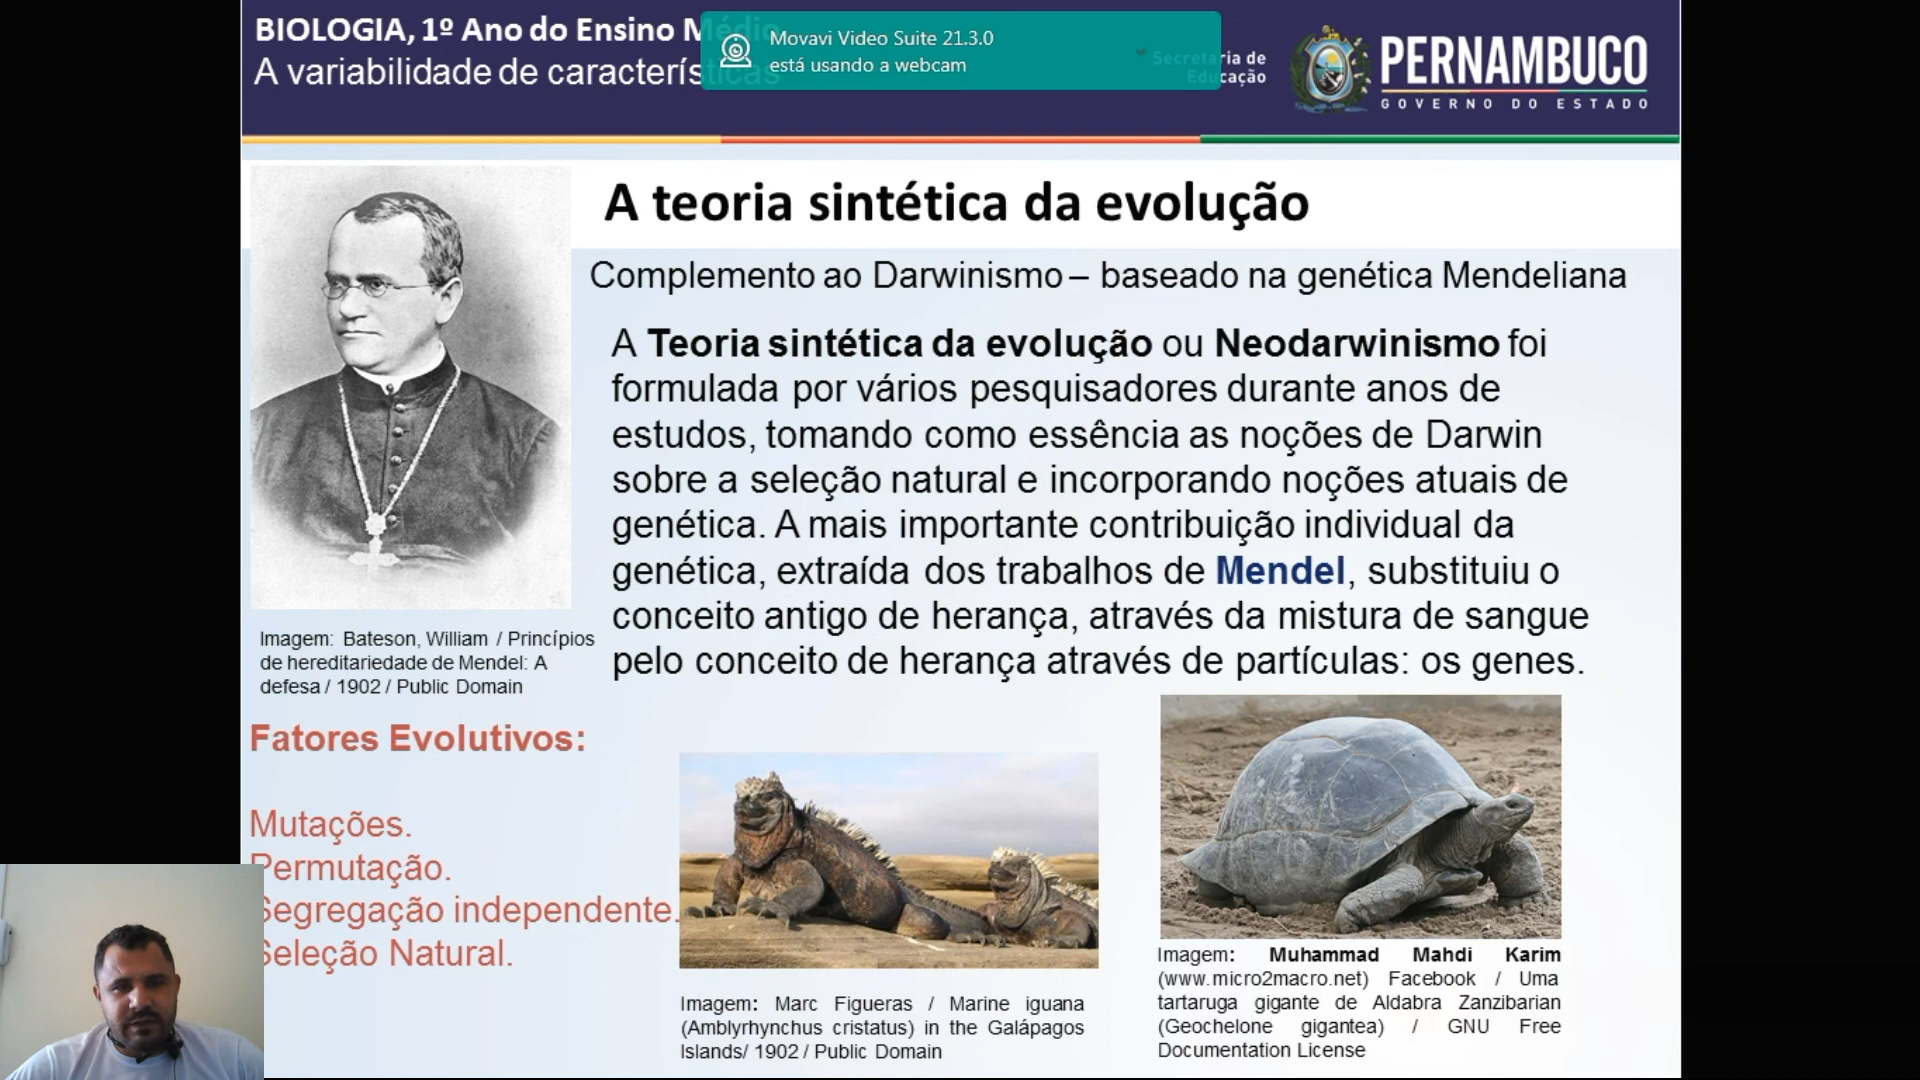 BIOLOGIA, 1º Ano do Ensino Médio
A variabilidade de características
Movavi Video Suite 21.3.0
está usando a webcam
Secretaria de
Educação
PERNAMBUCO
GOVERNO DO ESTADO
A teoria sintética da evolução
Complemento ao Darwinismo – baseado na genética Mendeliana
A Teoria sintética da evolução ou Neodarwinismo foi
formulada por vários pesquisadores durante anos de
estudos, tomando como essência as noções de Darwin
sobre a seleção natural e incorporando noções atuais de
genética. A mais importante contribuição individual da
genética, extraída dos trabalhos de Mendel, substituiu o
conceito antigo de herança, através da mistura de sangue
pelo conceito de herança através de partículas: os genes.
Imagem: Bateson, William / Princípios
de hereditariedade de Mendel: A
defesa / 1902 / Public Domain
Fatores Evolutivos:
Mutações.
Permutação.
Segregação independente.
Seleção Natural.
Imagem: Marc Figueras / Marine iguana
(Amblyrhynchus cristatus) in the Galápagos
Islands/ 1902 / Public Domain
Imagem: Muhammad Mahdi Karim
(www.micro2macro.net) Facebook / Uma
tartaruga gigante de Aldabra Zanzibarian
(Geochelone gigantea) / GNU Free
Documentation License